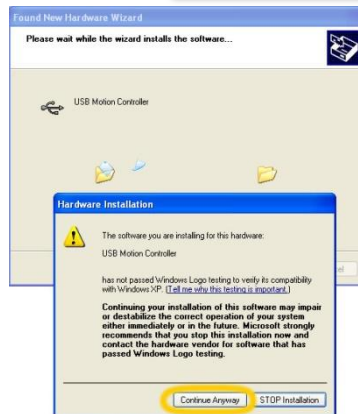 Found New Hardware Wizard
Please wait while the wizard installs the software...
USB Motion Controller
Hardware Installation
The software you are installing for this hardware:
USB Motion Controller
has not passed Windows Logo testing to verify its compatibility
with Windows XP. (Tell me why this testing is important.)
Continuing your installation of this software may impair
or destabilize the correct operation of your system
either immediately or in the future. Microsoft strongly
recommends that you stop this installation now and
contact the hardware vendor for software that has
passed Windows Logo testing.
Continue Anyway
STOP Installation